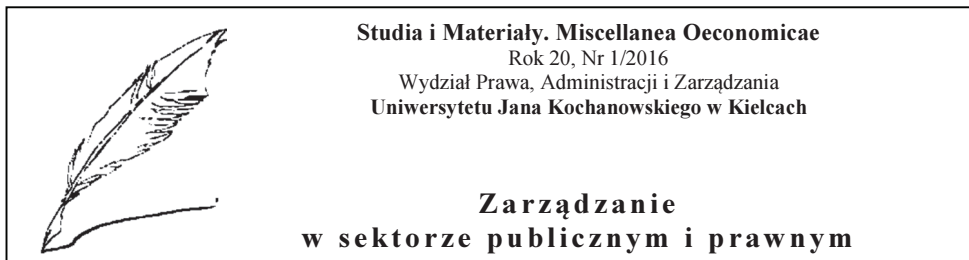 Studia i Materiały. Miscellanea Oeconomicae
Rok 20, Nr 1/2016
Wydział Prawa, Administracji i Zarządzania
Uniwersytetu Jana Kochanowskiego w Kielcach
Zarządzanie
w sektorze publicznym i prawnym